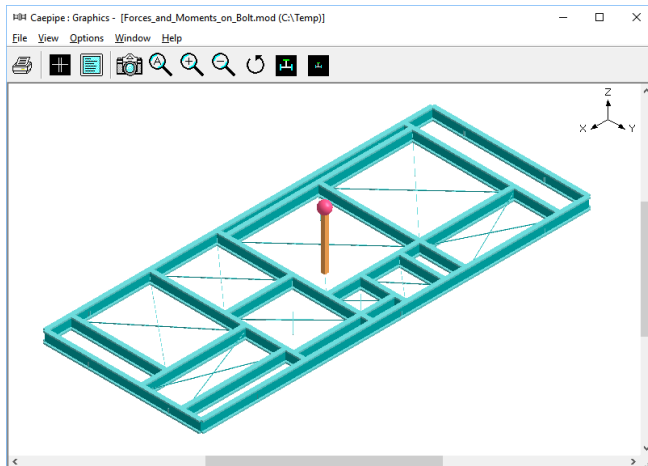 Caepipe : Graphics - [Forces_and_Moments_on_Bolt.mod (C:\Temp)]
File View Options Window Help
A
Z
X Y